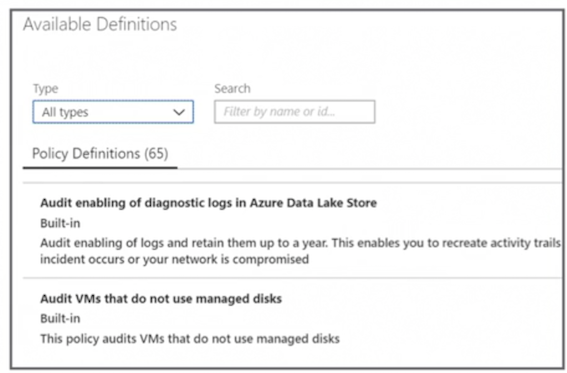 Available Definitions
Type
Search
All types
Filter by name or id...
Policy Definitions (65)
Audit enabling of diagnostic logs in Azure Data Lake Store
Built-in
Audit enabling of logs and retain them up to a year. This enables you to recreate activity trails
incident occurs or your network is compromised
Audit VMs that do not use managed disks
Built-in
This policy audits VMs that do not use managed disks